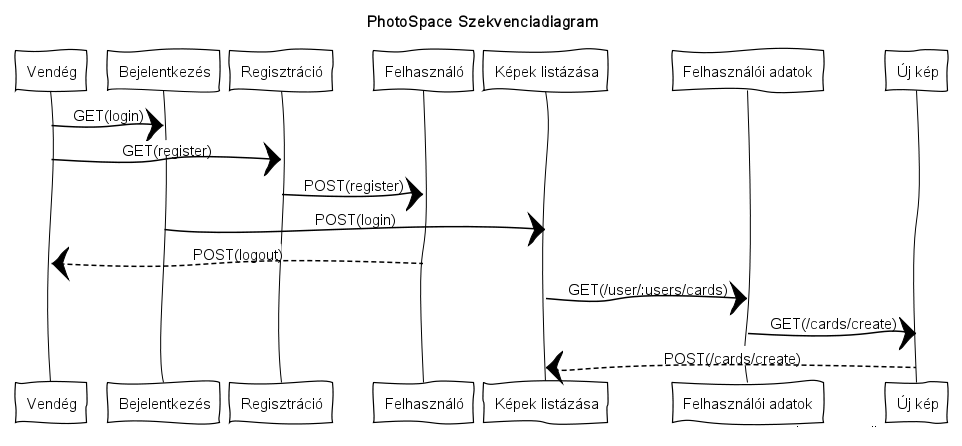 PhotoSpace Szekvenciadiagram
Vendég
Bejelentkezés
Regisztráció
Felhasználó
Képek listázása
Felhasználói adatok
Új kép
GET(login)
GET(register)
POST(register)
POST(login)
POST(logout)
GET(/user/:users/cards)
GET(/cards/create)
POST(/cards/create)
Vendég
Bejelentkezés
Regisztráció
Felhasználó
Képek listázása
Felhasználói adatok
Új kép